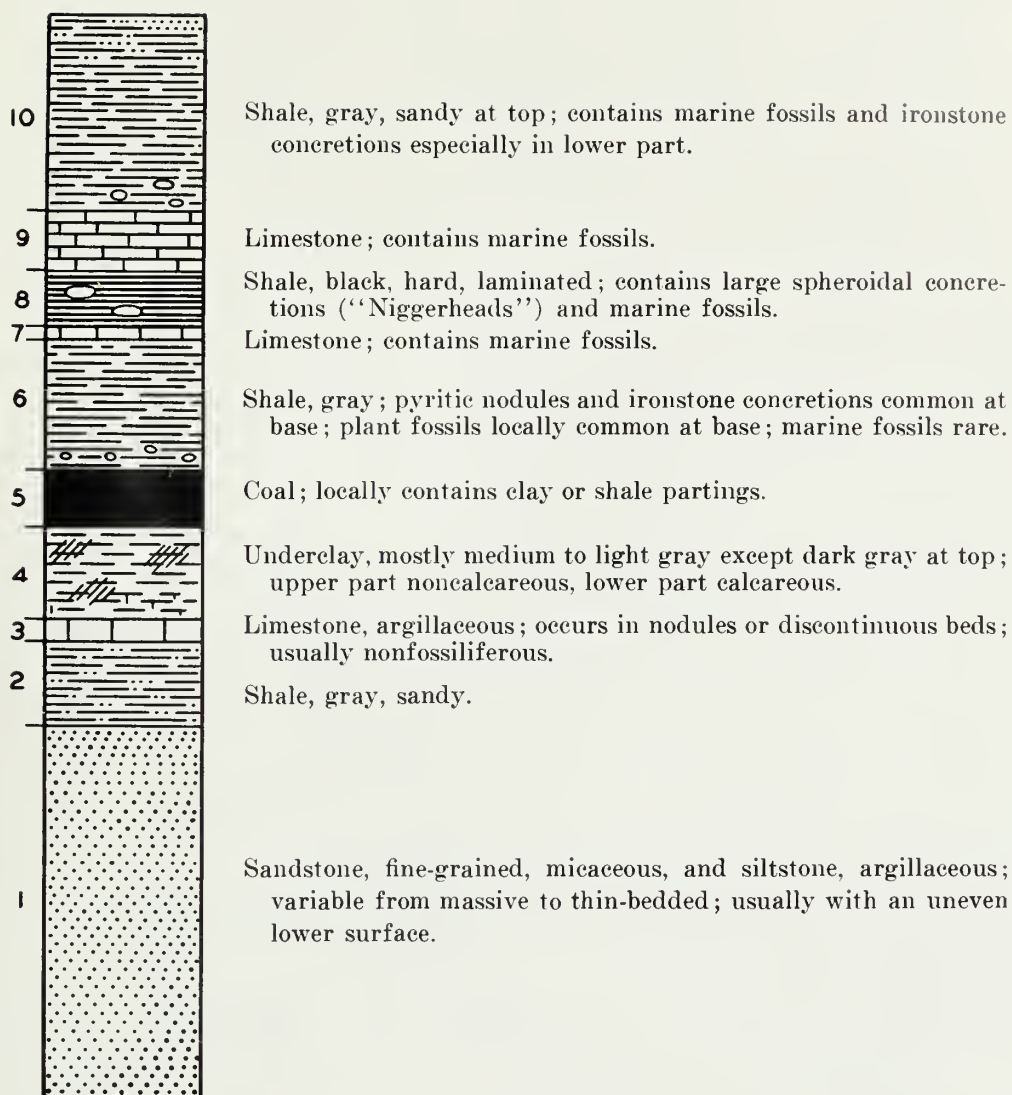 10
Shale, gray, sandy at top; contains marine fossils and ironstone
concretions especially in lower part.
9
Limestone; contains marine fossils.
8
Shale, black, hard, laminated; contains large spheroidal concre-
tions (“Niggerheads”) and marine fossils.
7
Limestone; contains marine fossils.
6
Shale, gray; pyritic nodules and ironstone concretions common at
base; plant fossils locally common at base; marine fossils rare.
5
Coal; locally contains clay or shale partings.
4
Underclay, mostly medium to light gray except dark gray at top;
upper part noncalcareous, lower part calcareous.
3
Limestone, argillaceous; occurs in nodules or discontinuous beds;
usually nonfossiliferous.
2
Shale, gray, sandy.
1
Sandstone, fine-grained, micaceous, and siltstone, argillaceous;
variable from massive to thin-bedded; usually with an uneven
lower surface.